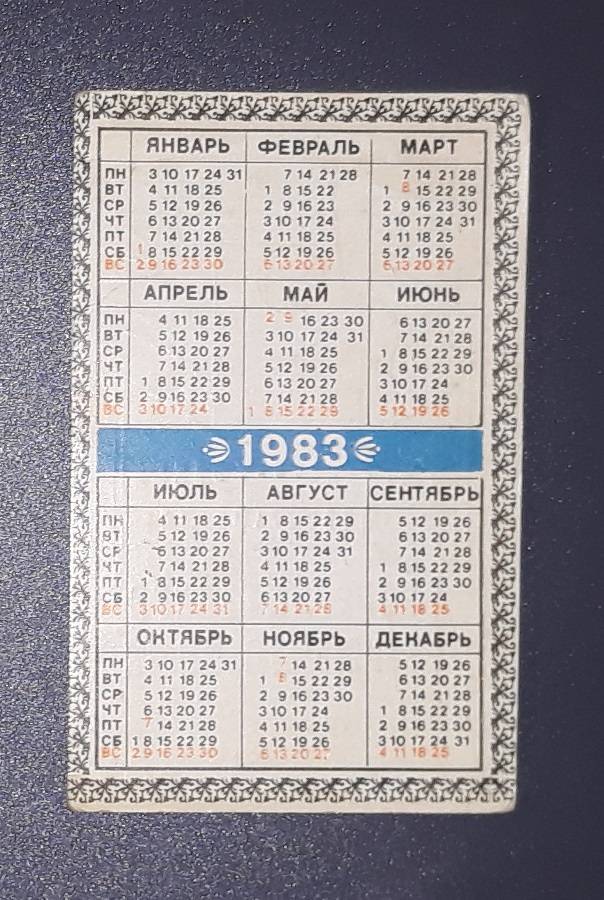 ЯНВАРЬ ФЕВРАЛЬ МАРТ
ПН 3 10 17 24 31 7 14 21 28 7 14 21 28
ВТ 4 11 18 25 1 8 15 22 1 8 15 22 29
СР 5 12 19 26 2 9 16 23 2 9 16 23 30
ЧТ 6 13 20 27 3 10 17 24 3 10 17 24 31
ПТ 7 14 21 28 4 11 18 25 4 11 18 25
СБ 1 8 15 22 29 5 12 19 26 5 12 19 26
ВС 2 9 16 23 30 6 13 20 27 6 13 20 27
АПРЕЛЬ МАЙ ИЮНЬ
ПН 4 11 18 25 2 9 16 23 30 6 13 20 27
ВТ 5 12 19 26 3 10 17 24 31 7 14 21 28
СР 6 13 20 27 4 11 18 25 1 8 15 22 29
ЧТ 7 14 21 28 5 12 19 26 2 9 16 23 30
ПТ 1 8 15 22 29 6 13 20 27 3 10 17 24
СБ 2 9 16 23 30 7 14 21 28 4 11 18 25
ВС 3 10 17 24 1 8 15 22 29 5 12 19 26
1983
ИЮЛЬ АВГУСТ СЕНТЯБРЬ
ПН 4 11 18 25 1 8 15 22 29 5 12 19 26
ВТ 5 12 19 26 2 9 16 23 30 6 13 20 27
СР 6 13 20 27 3 10 17 24 31 7 14 21 28
ЧТ 7 14 21 28 4 11 18 25 1 8 15 22 29
ПТ 1 8 15 22 29 5 12 19 26 2 9 16 23 30
СБ 2 9 16 23 30 6 13 20 27 3 10 17 24
ВС 3 10 17 24 31 7 14 21 28 4 11 18 25
ОКТЯБРЬ НОЯБРЬ ДЕКАБРЬ
ПН 3 10 17 24 31 7 14 21 28 5 12 19 26
ВТ 4 11 18 25 1 8 15 22 29 6 13 20 27
СР 5 12 19 26 2 9 16 23 30 7 14 21 28
ЧТ 6 13 20 27 3 10 17 24 1 8 15 22 29
ПТ 7 14 21 28 4 11 18 25 2 9 16 23 30
СБ 1 8 15 22 29 5 12 19 26 3 10 17 24 31
ВС 2 9 16 23 30 6 13 20 27 4 11 18 25